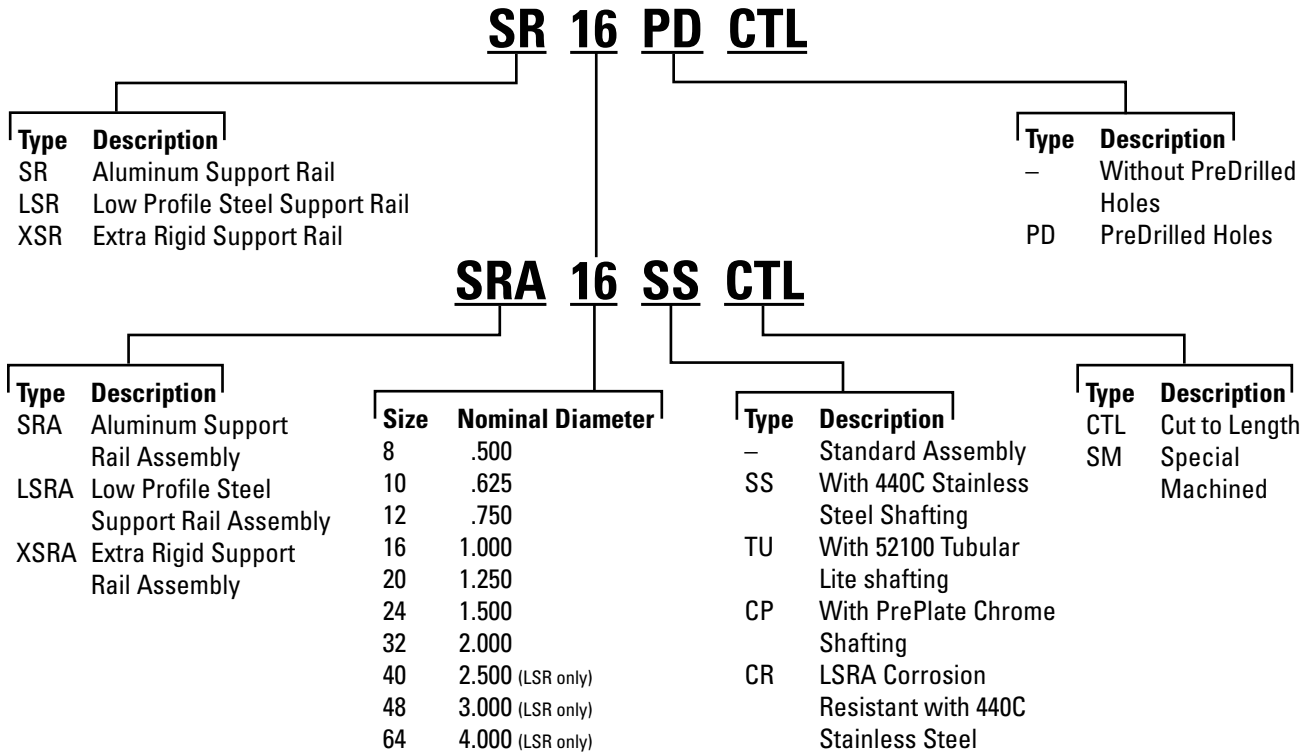 SR 16 PD CTL
Type Description
SR Aluminum Support Rail
LSR Low Profile Steel Support Rail
XSR Extra Rigid Support Rail
Type Description
– Without PreDrilled
Holes
PD PreDrilled Holes
SRA 16 SS CTL
Type Description
SRA Aluminum Support
Rail Assembly
LSRA Low Profile Steel
Support Rail Assembly
XSRA Extra Rigid Support
Rail Assembly
Size Nominal Diameter
8 .500
10 .625
12 .750
16 1.000
20 1.250
24 1.500
32 2.000
40 2.500 (LSR only)
48 3.000 (LSR only)
64 4.000 (LSR only)
Type Description
– Standard Assembly
SS With 440C Stainless
Steel Shafting
TU With 52100 Tubular
Lite shafting
CP With PrePlate Chrome
Shafting
CR LSRA Corrosion
Resistant with 440C
Stainless Steel
Type Description
CTL Cut to Length
SM Special
Machined